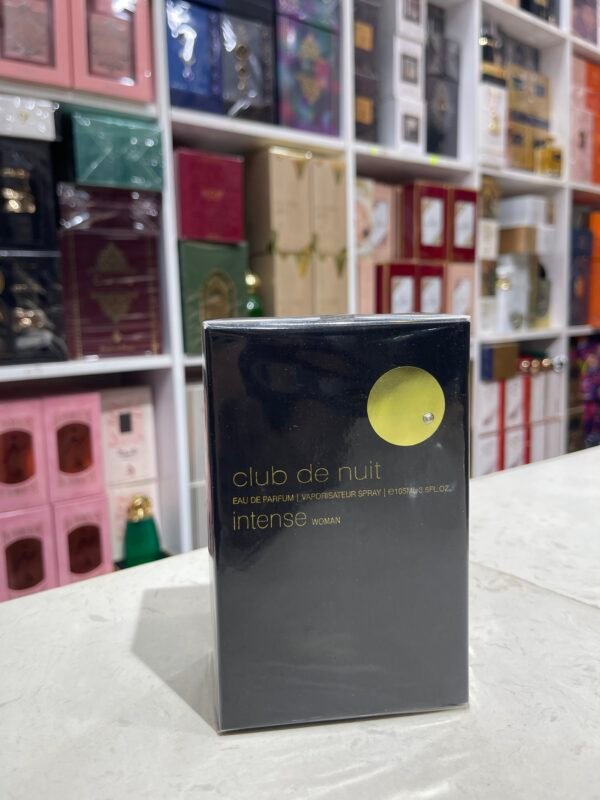 club de nuit
EAU DE PARFUM | VAPORISATEUR SPRAY | ℮105ML 3.6FL.OZ.
intense WOMAN